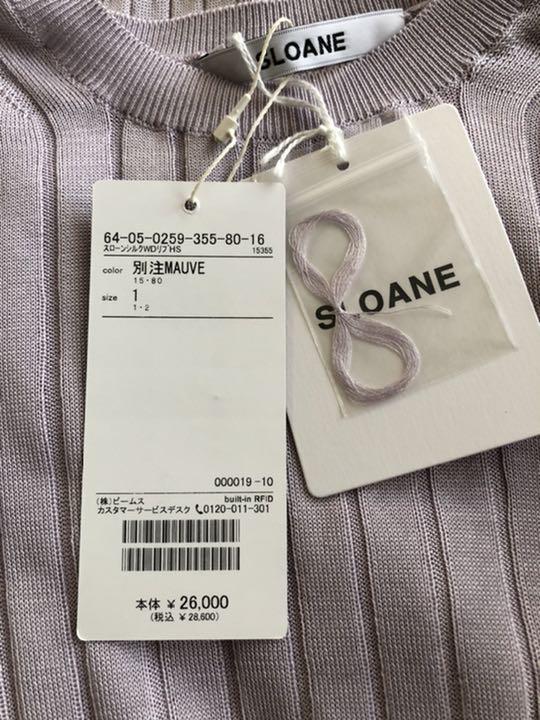 SLOANE
64-05-0259-355-80-16
スローンシルクWDリブHS 15355
color 別注MAUVE
15・80
size 1
1・2
000019-10
(株)ビームス built-in RFID
カスタマーサービスデスク 0120-011-301
本体 ¥ 26,000
(税込 ¥ 28,600)
SLOANE